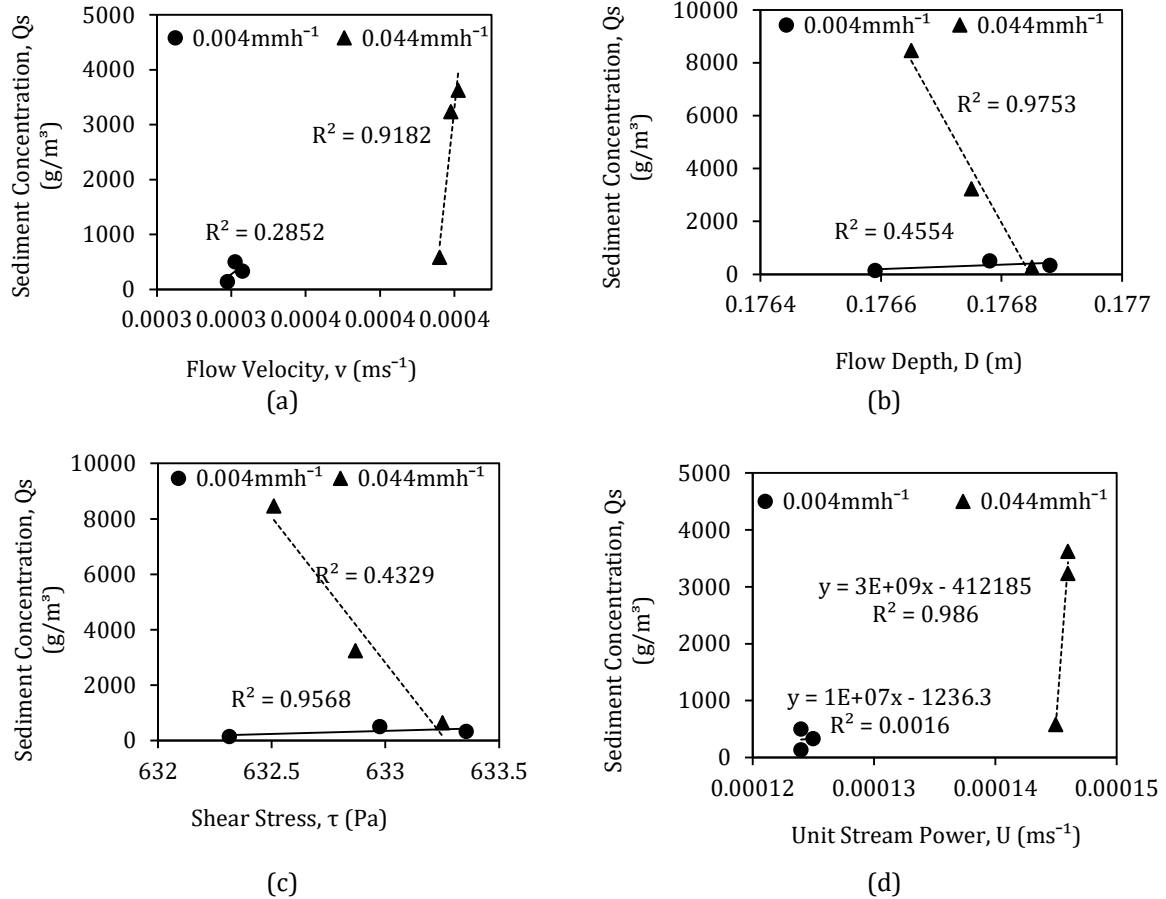 5000
4000
3000
2000
1000
0
Sediment Concentration, Qs
(g/m³)
0.004mmh⁻¹ 0.044mmh⁻¹
R² = 0.9182
R² = 0.2852
0.0003 0.0003 0.0004 0.0004 0.0004
Flow Velocity, v (ms⁻¹)
(a)
10000
8000
6000
4000
2000
0
Sediment Concentration, Qs
(g/m³)
0.004mmh⁻¹ 0.044mmh⁻¹
R² = 0.9753
R² = 0.4554
0.1764 0.1766 0.1768 0.177
Flow Depth, D (m)
(b)
10000
8000
6000
4000
2000
0
Sediment Concentration, Qs
(g/m³)
0.004mmh⁻¹ 0.044mmh⁻¹
R² = 0.4329
R² = 0.9568
632 632.5 633 633.5
Shear Stress, τ (Pa)
(c)
5000
4000
3000
2000
1000
0
Sediment Concentration, Qs
(g/m³)
0.004mmh⁻¹ 0.044mmh⁻¹
y = 3E+09x - 412185
R² = 0.986
y = 1E+07x - 1236.3
R² = 0.0016
0.00012 0.00013 0.00014 0.00015
Unit Stream Power, U (ms⁻¹)
(d)